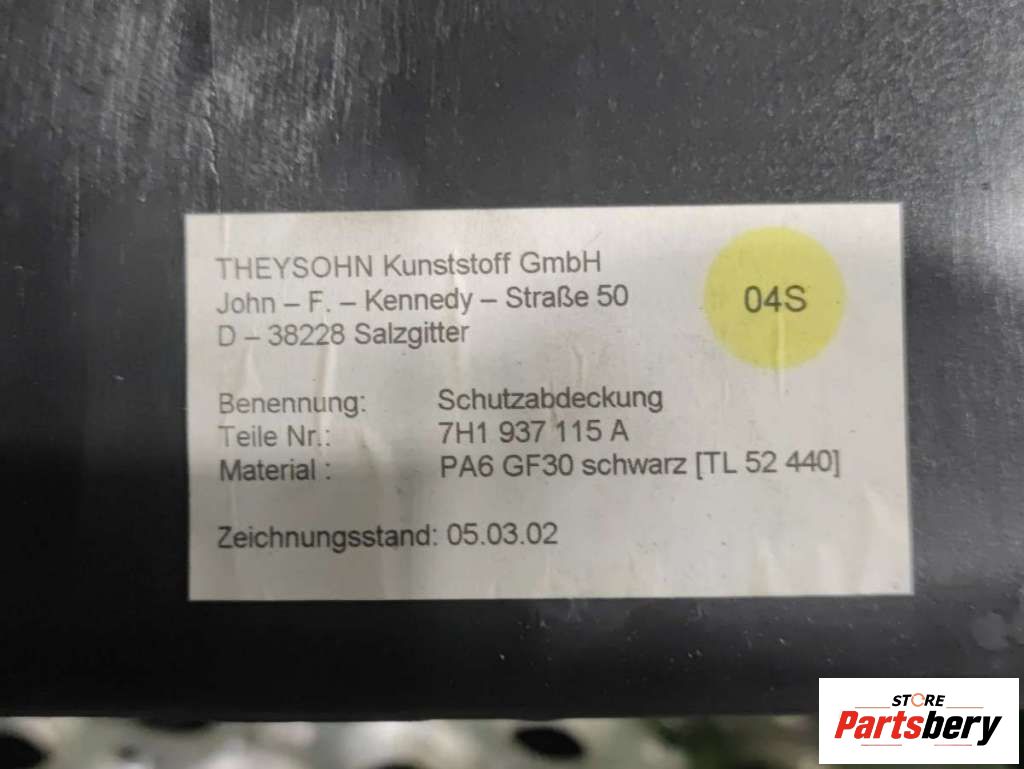 THEYSOHN Kunststoff GmbH
John – F. – Kennedy – Straße 50
D – 38228 Salzgitter
04S
Benennung: Schutzabdeckung
Teile Nr.: 7H1 937 115 A
Material : PA6 GF30 schwarz [TL 52 440]
Zeichnungsstand: 05.03.02
STORE
Partsbery